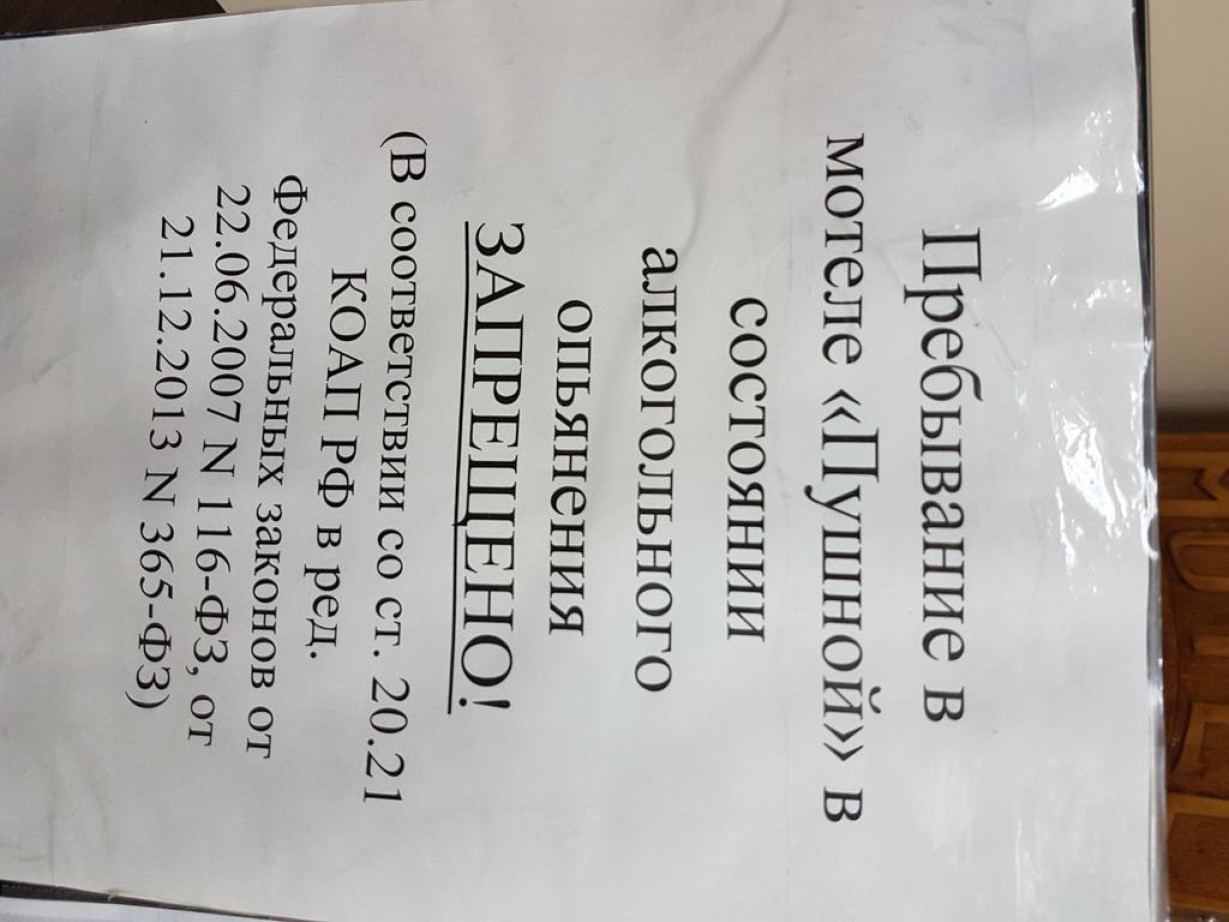 Пребывание в
мотеле «Пушной» в
состоянии
алкогольного
опьянения
ЗАПРЕЩЕНО!
(В соответствии со ст. 20.21
КОАП РФ в ред.
Федеральных законов от
22.06.2007 N 116-ФЗ, от
21.12.2013 N 365-ФЗ)